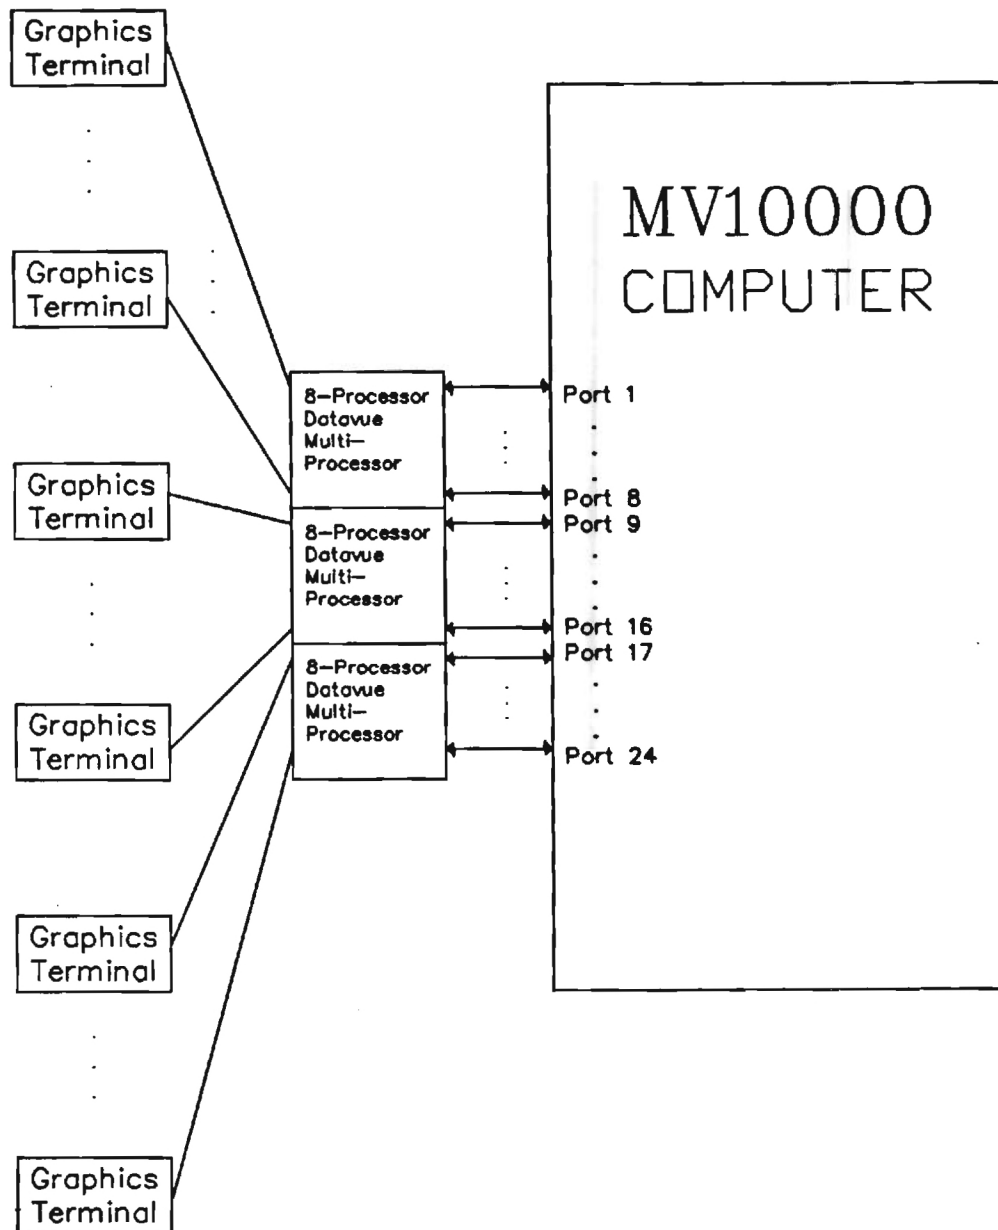 Graphics
Terminal
MV10000
COMPUTER
Graphics
Terminal
8-Processor
Datavue
Multi-
Processor
Port 1
Port 8
Graphics
Terminal
8-Processor
Datavue
Multi-
Processor
Port 9
Port 16
8-Processor
Datavue
Multi-
Processor
Port 17
Port 24
Graphics
Terminal
Graphics
Terminal
Graphics
Terminal